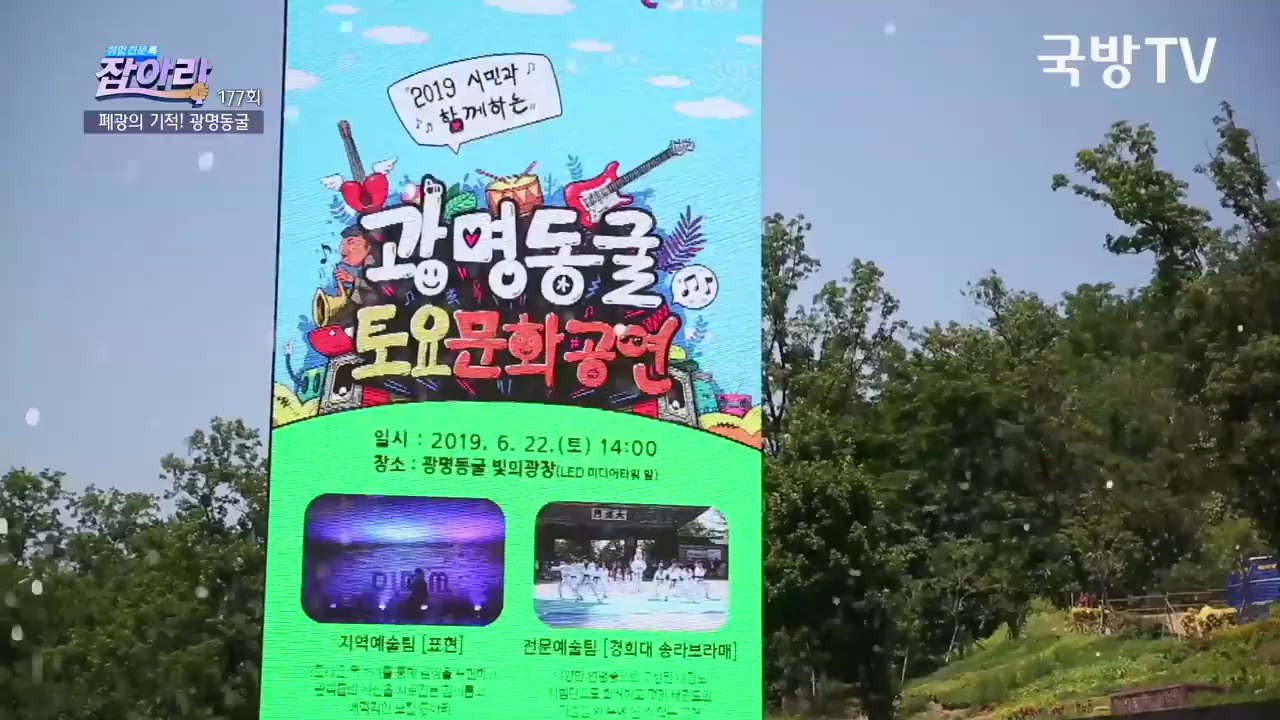 취업견문록
잡아라
177회
폐광의 기적! 광명동굴
국방TV
"2019 시민과
함께하는"
광명동굴
토요문화공연
일시 : 2019. 6. 22.(토) 14:00
장소 : 광명동굴 빛의광장(LED 미디어타워 앞)
지역예술팀 [표현]
전문예술팀 [경희대 송라보라매]